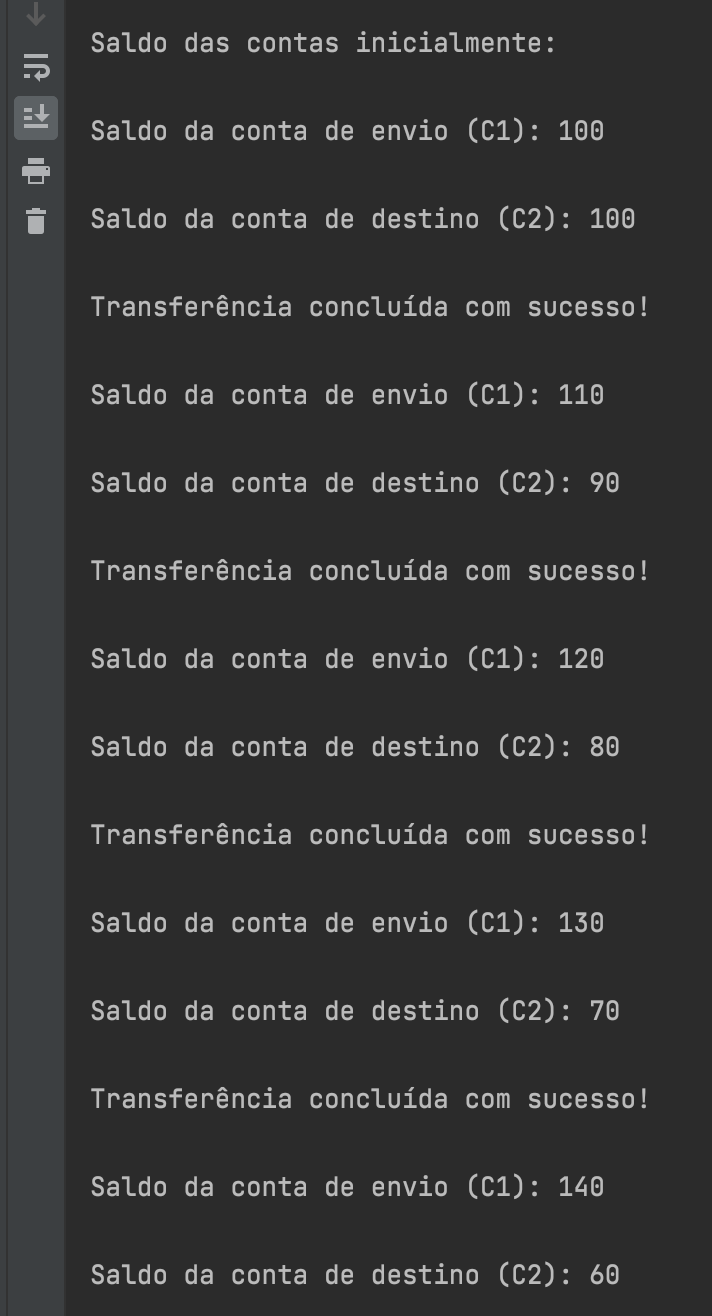 Saldo das contas inicialmente:
Saldo da conta de envio (C1): 100
Saldo da conta de destino (C2): 100
Transferência concluída com sucesso!
Saldo da conta de envio (C1): 110
Saldo da conta de destino (C2): 90
Transferência concluída com sucesso!
Saldo da conta de envio (C1): 120
Saldo da conta de destino (C2): 80
Transferência concluída com sucesso!
Saldo da conta de envio (C1): 130
Saldo da conta de destino (C2): 70
Transferência concluída com sucesso!
Saldo da conta de envio (C1): 140
Saldo da conta de destino (C2): 60